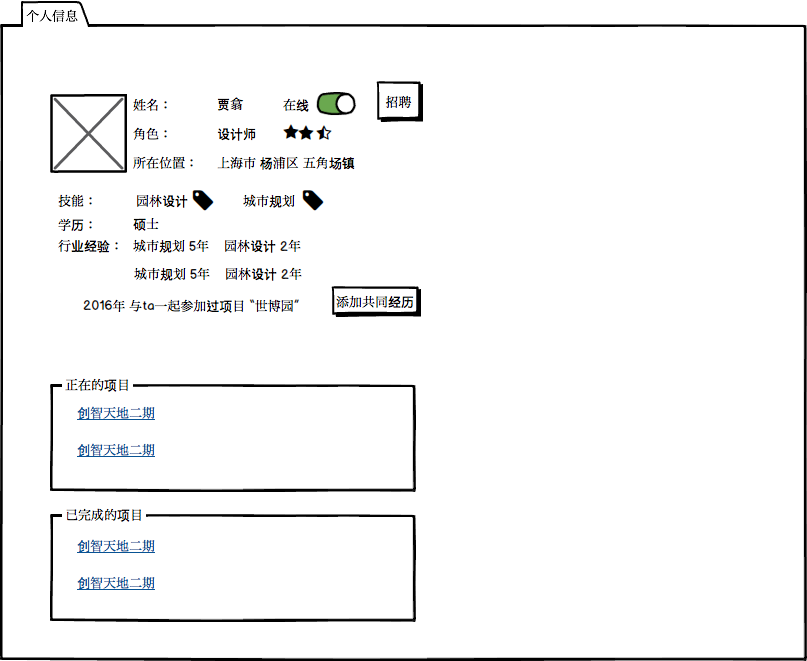 个人信息
姓名： 贾翕 在线 招聘
角色： 设计师
所在位置： 上海市 杨浦区 五角场镇
技能： 园林设计 城市规划
学历： 硕士
行业经验： 城市规划 5年 园林设计 2年
城市规划 5年 园林设计 2年
2016年 与ta一起参加过项目 “世博园” 添加共同经历
正在的项目
创智天地二期
创智天地二期
已完成的项目
创智天地二期
创智天地二期